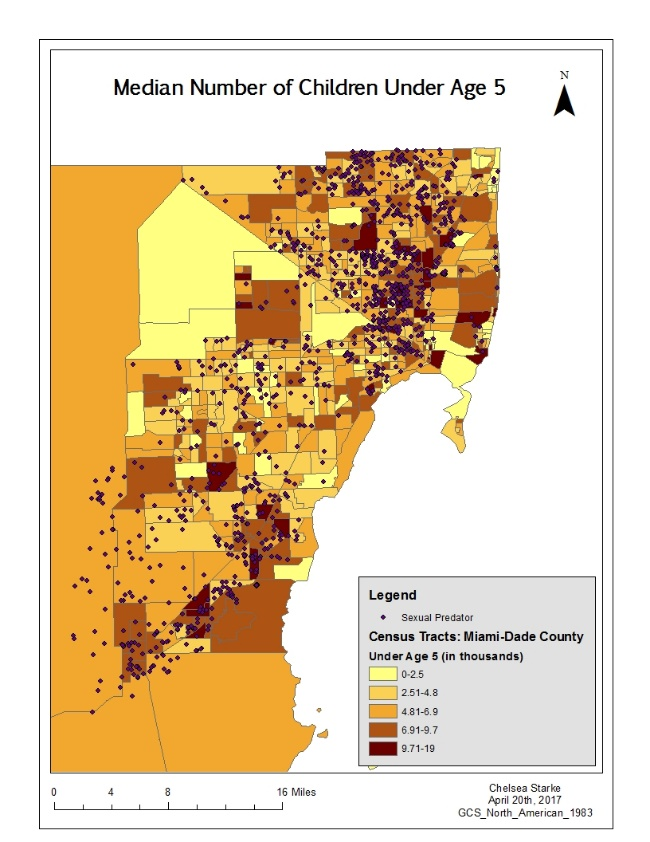 Median Number of Children Under Age 5
N
Legend
Sexual Predator
Census Tracts: Miami-Dade County
Under Age 5 (in thousands)
0-2.5
2.51-4.8
4.81-6.9
6.91-9.7
9.71-19
0 4 8 16 Miles
Chelsea Starke
April 20th, 2017
GCS_North_American_1983